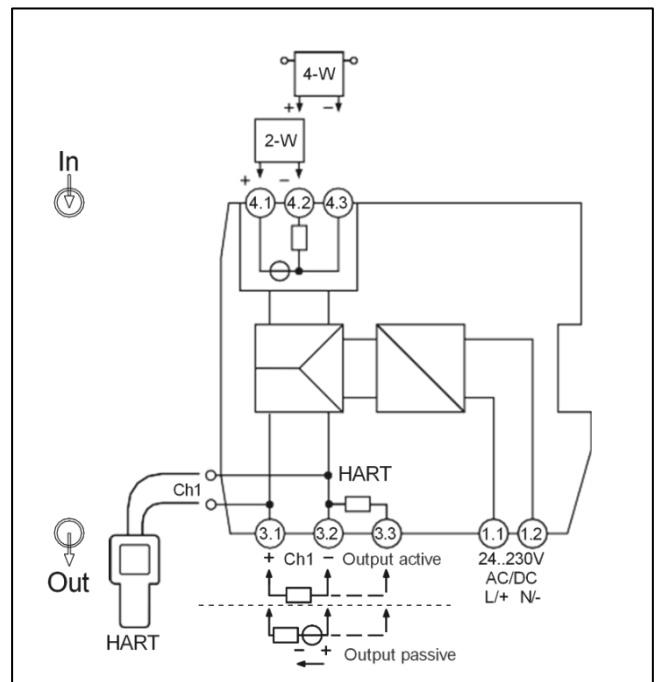 4-W
+ −
2-W
In
+ −
4.1 4.2 4.3
HART
Ch1
3.1 3.2 3.3 1.1 1.2
+ Ch1 − Output active 24..230V
AC/DC
Out L/+ N/-
HART
− + Output passive